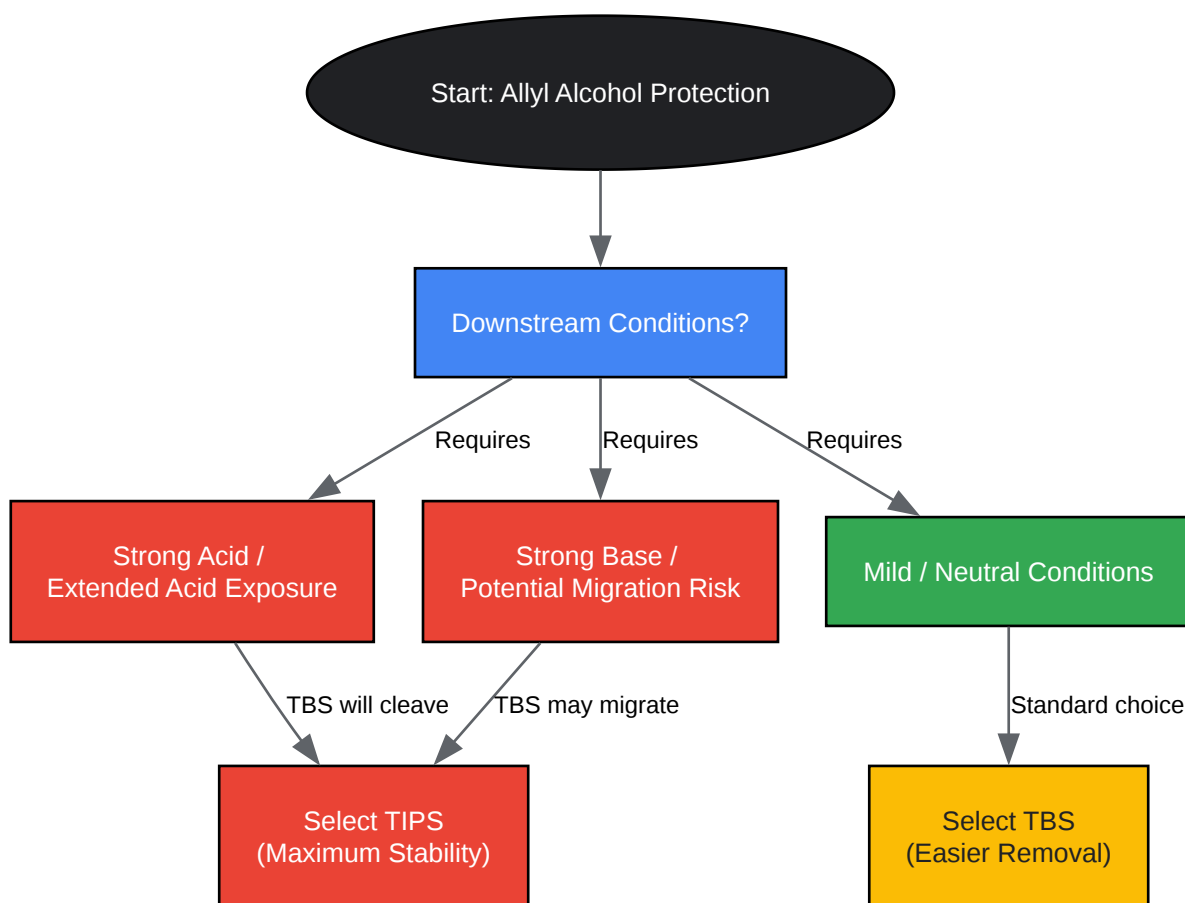 Start: Allyl Alcohol Protection
Downstream Conditions?
Requires
Requires
Requires
Strong Acid /
Extended Acid Exposure
Strong Base /
Potential Migration Risk
Mild / Neutral Conditions
TBS will cleave
TBS may migrate
Standard choice
Select TIPS
(Maximum Stability)
Select TBS
(Easier Removal)